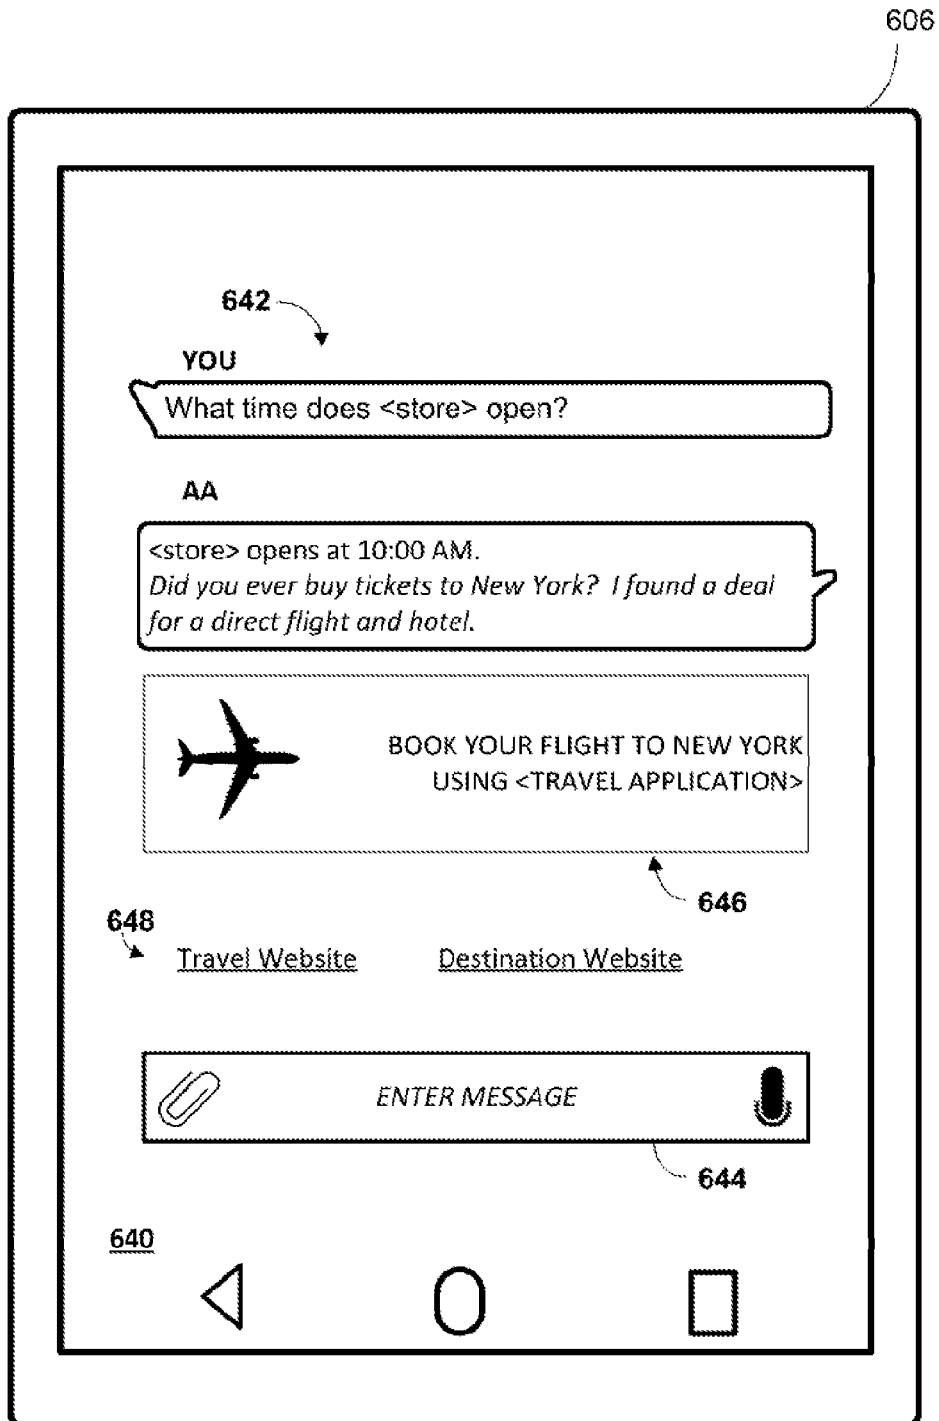 606
642
YOU
What time does <store> open?
AA
<store> opens at 10:00 AM.
Did you ever buy tickets to New York? I found a deal
for a direct flight and hotel.
BOOK YOUR FLIGHT TO NEW YORK
USING <TRAVEL APPLICATION>
646
648
Travel Website Destination Website
ENTER MESSAGE
644
640